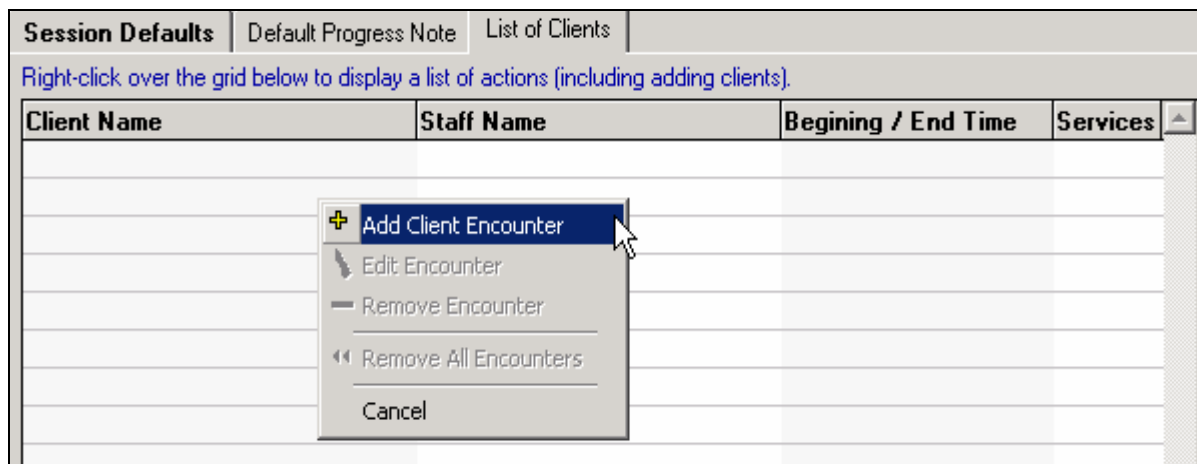 Session Defaults Default Progress Note List of Clients
Right-click over the grid below to display a list of actions (including adding clients).
Client Name Staff Name Begining / End Time Services
Add Client Encounter
Edit Encounter
Remove Encounter
Remove All Encounters
Cancel